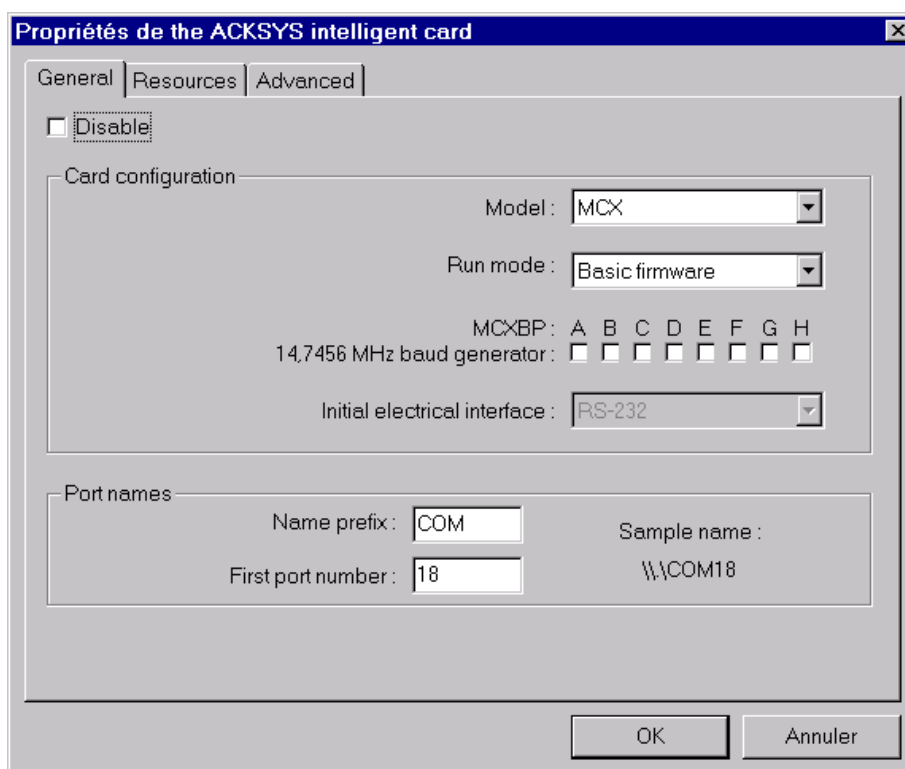 Propriétés de the ACKSYS intelligent card
General Resources Advanced
Disable
Card configuration
Model : MCX
Run mode : Basic firmware
MCXBP : A B C D E F G H
14,7456 MHz baud generator :
Initial electrical interface : RS-232
Port names
Name prefix : COM
Sample name :
First port number : 18
\\.\COM18
OK Annuler